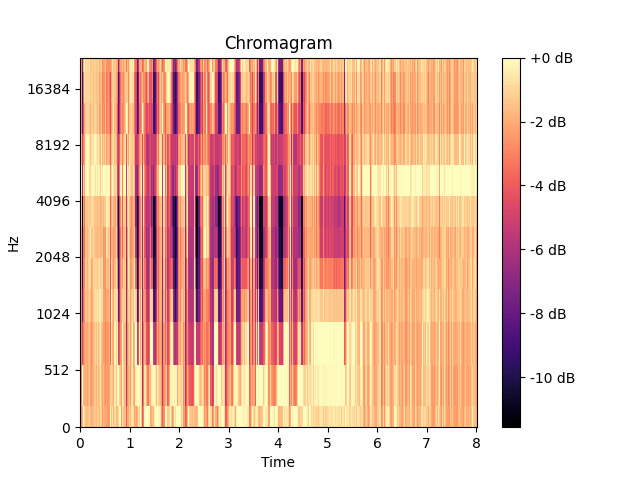 Chromagram
Hz
16384
8192
4096
2048
1024
512
0
0 1 2 3 4 5 6 7 8
Time
+0 dB
-2 dB
-4 dB
-6 dB
-8 dB
-10 dB